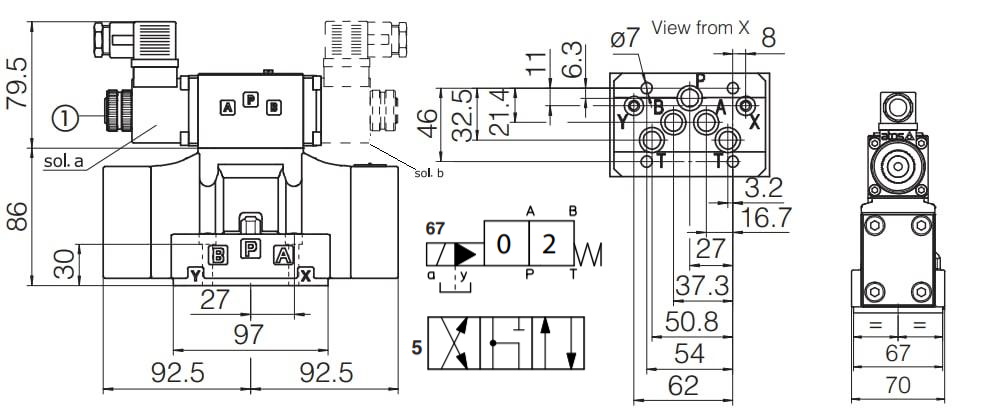 79.5
86
30
1
sol. a
sol. b
A P B
B P A
Y X
27
97
92.5 92.5
67
A B
0 2
a y P T
5
View from X
ø7
11
6.3
8
46
32.5
21.4
P
B A
Y X
T T
3.2
16.7
27
37.3
50.8
54
62
atos
= =
67
70